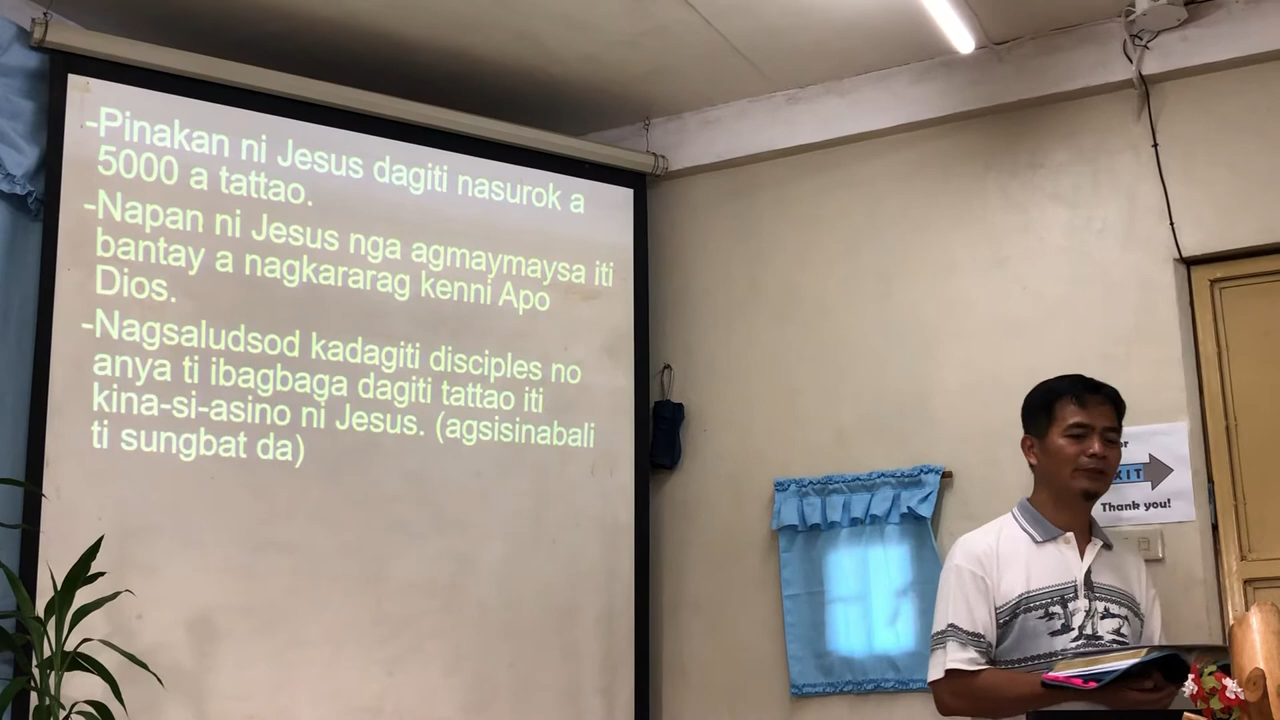 -Pinakan ni Jesus dagiti nasurok a
5000 a tattao.
-Napan ni Jesus nga agmaymaysa iti
bantay a nagkararag kenni Apo
Dios.
-Nagsaludsod kadagiti disciples no
anya ti ibagbaga dagiti tattao iti
kina-si-asino ni Jesus. (agsisinabali
ti sungbat da)
XIT
Thank you!